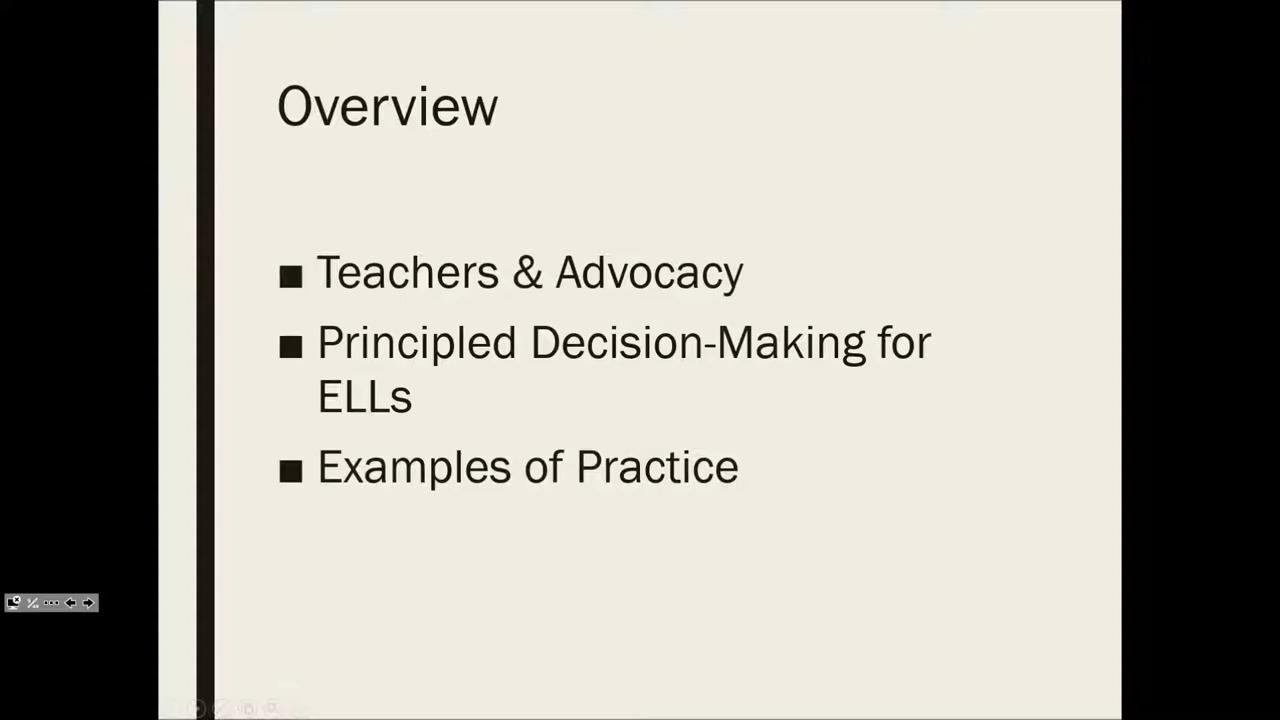 Overview
■ Teachers & Advocacy
■ Principled Decision-Making for
ELLs
■ Examples of Practice